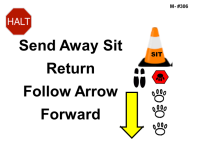 M- #306
HALT
Send Away Sit
SIT
Return
Follow Arrow
Forward